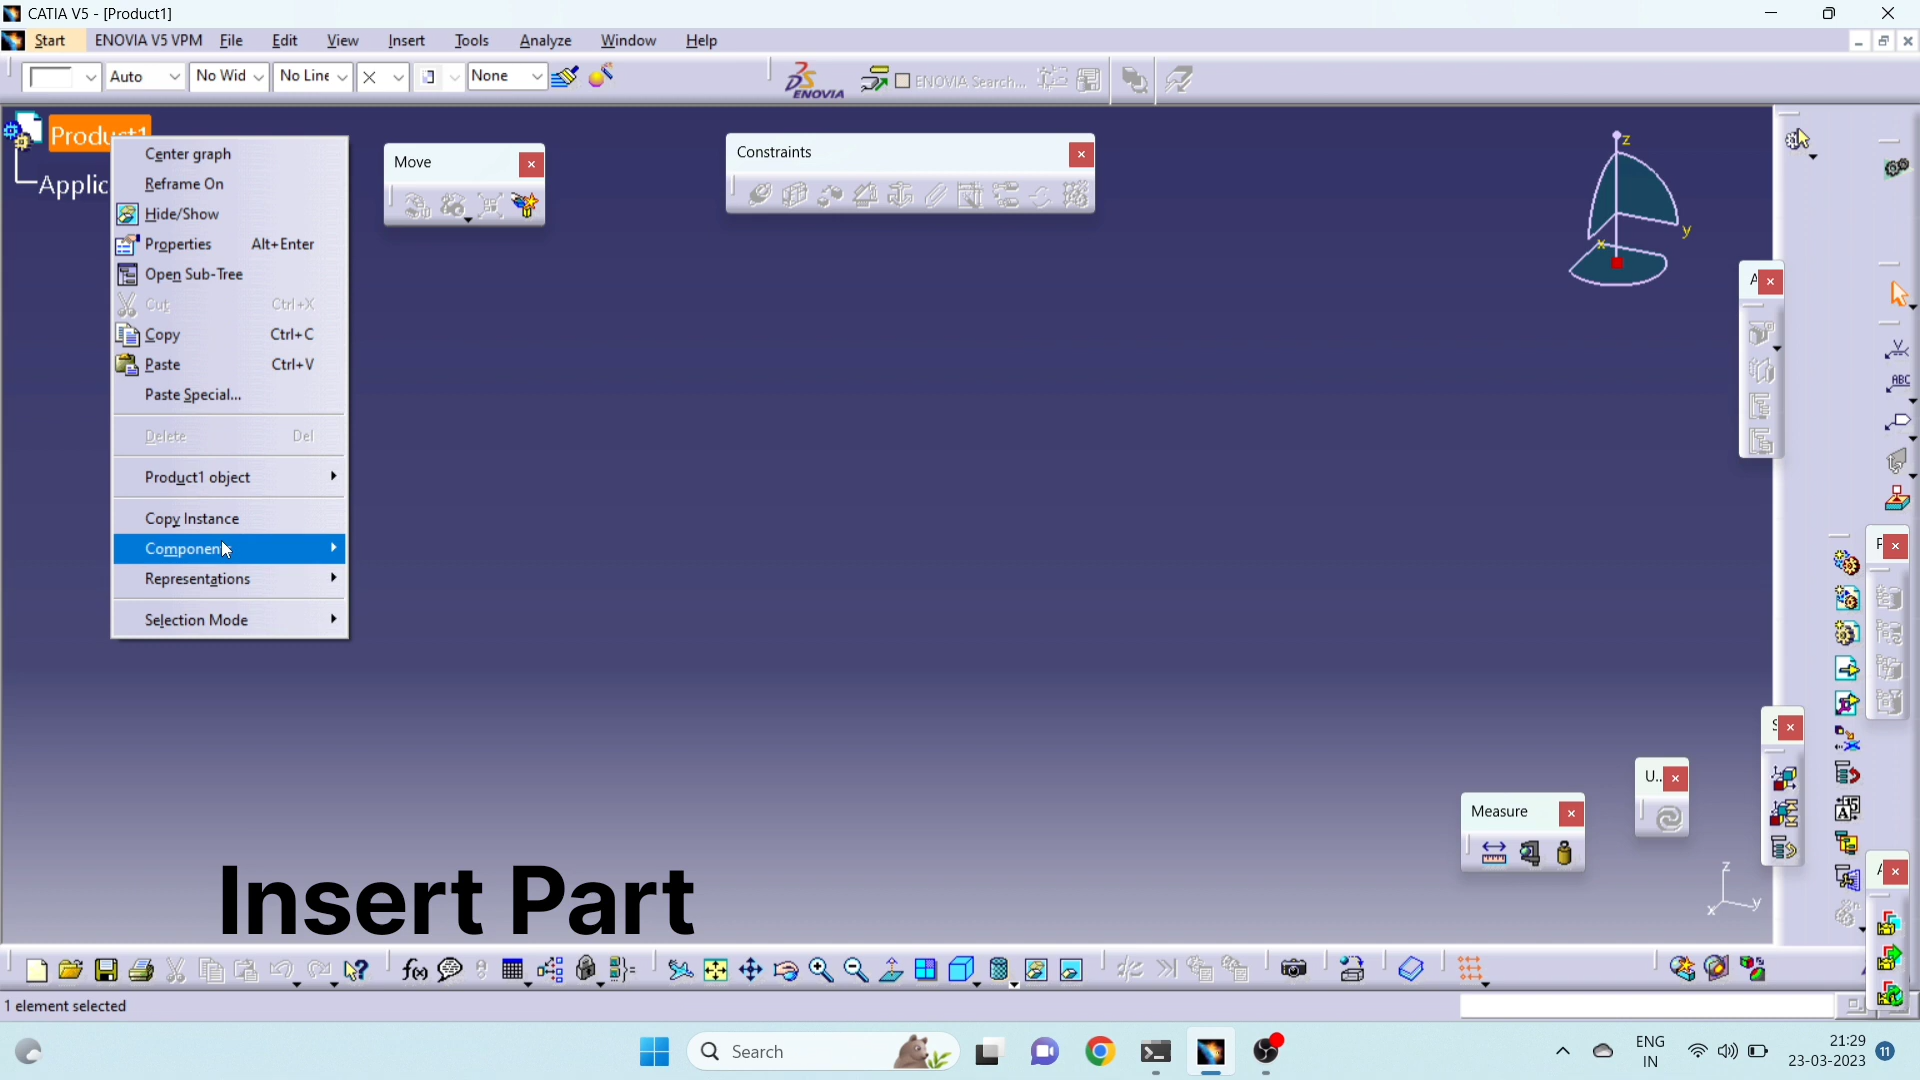 CATIA V5 - [Product1]
Start ENOVIA V5 VPM File Edit View Insert Tools Analyze Window Help
Auto No Wid No Line None ENOVIA ENOVIA Search...
Product1
Applic
Center graph
Reframe On
Hide/Show
Properties Alt+Enter
Open Sub-Tree
Cut Ctrl+X
Copy Ctrl+C
Paste Ctrl+V
Paste Special...
Delete Del
Product1 object
Copy Instance
Components
Representations
Selection Mode
Move
Constraints
z
y
x
ABC
Measure
U..
z
x y
Insert Part
f(x)
1 element selected
Search
ENG
IN
21:29
23-03-2023
11